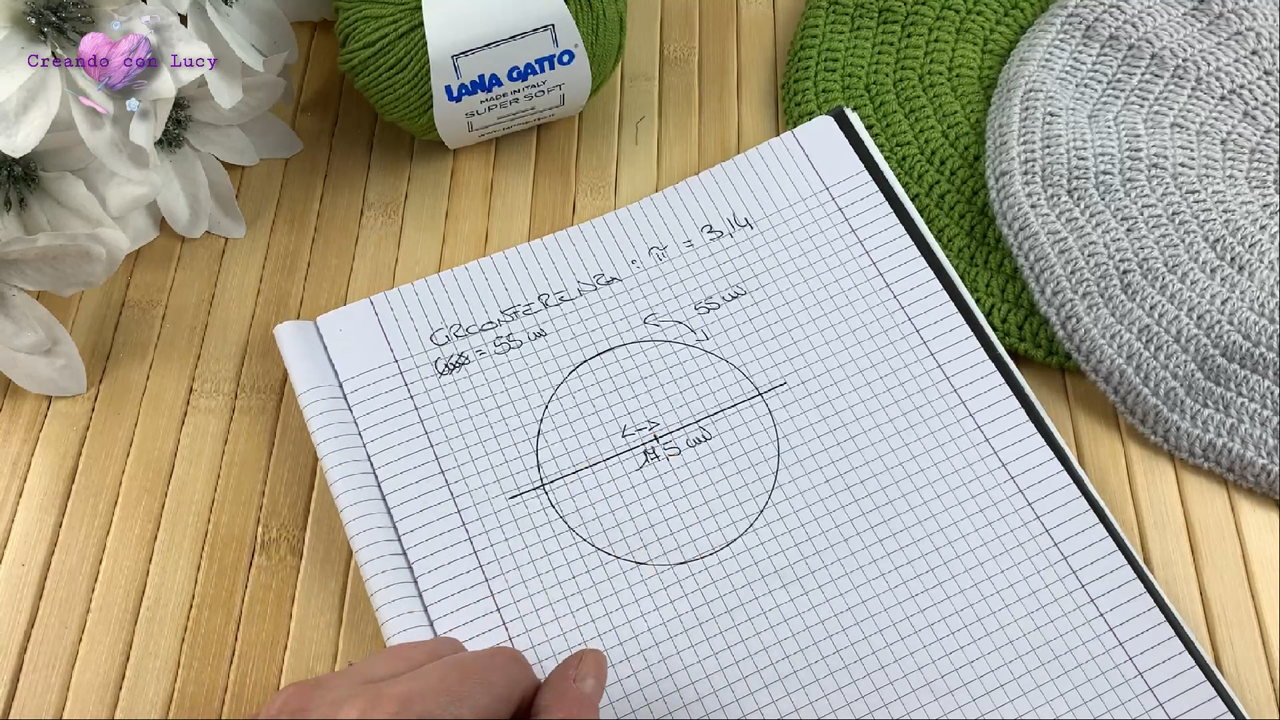 Creando con Lucy
LANA GATTO
MADE IN ITALY
SUPER SOFT
CIRCONFERENZA : π = 3,14
= 55 cm
55 cm
17,5 cm